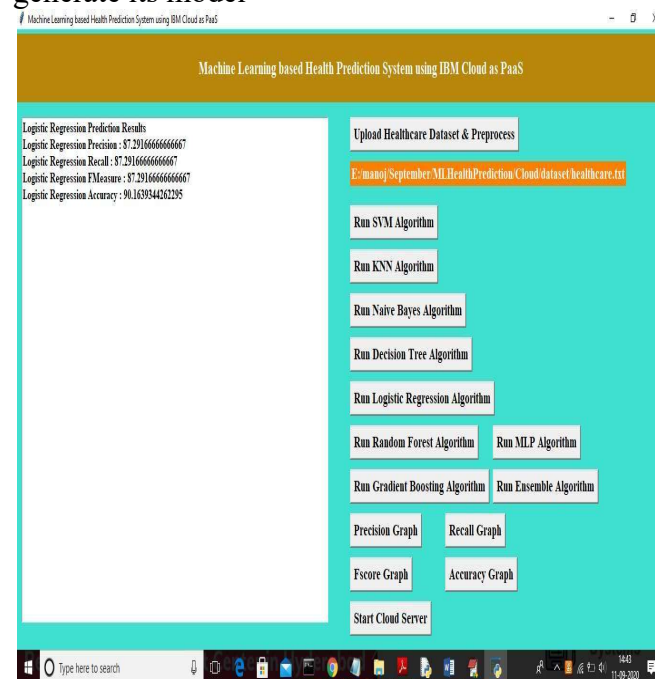 generate its model
Machine Learning based Health Prediction System using IBM Cloud as PaaS
Machine Learning based Health Prediction System using IBM Cloud as PaaS
Logistic Regression Prediction Results
Logistic Regression Precision : 87.29166666666667
Logistic Regression Recall : 87.29166666666667
Logistic Regression FMeasure : 87.29166666666667
Logistic Regression Accuracy : 90.1639344262295
Upload Healthcare Dataset & Preprocess
E:/manoj/September/MLHealthPrediction/Cloud/dataset/healthcare.txt
Run SVM Algorithm
Run KNN Algorithm
Run Naive Bayes Algorithm
Run Decision Tree Algorithm
Run Logistic Regression Algorithm
Run Random Forest Algorithm Run MLP Algorithm
Run Gradient Boosting Algorithm Run Ensemble Algorithm
Precision Graph Recall Graph
Fscore Graph Accuracy Graph
Start Cloud Server
Type here to search
14:43
11-09-2020